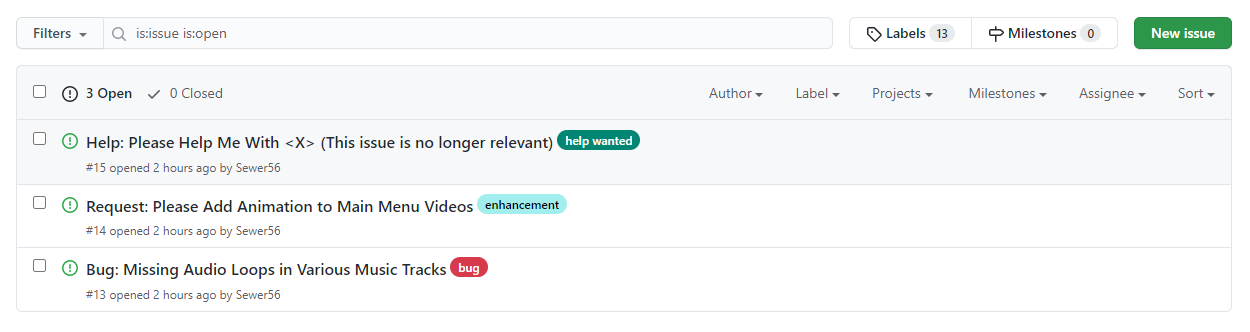 Filters is:issue is:open Labels 13 Milestones 0 New issue
3 Open 0 Closed Author Label Projects Milestones Assignee Sort
Help: Please Help Me With <X> (This issue is no longer relevant) help wanted
#15 opened 2 hours ago by Sewer56
Request: Please Add Animation to Main Menu Videos enhancement
#14 opened 2 hours ago by Sewer56
Bug: Missing Audio Loops in Various Music Tracks bug
#13 opened 2 hours ago by Sewer56